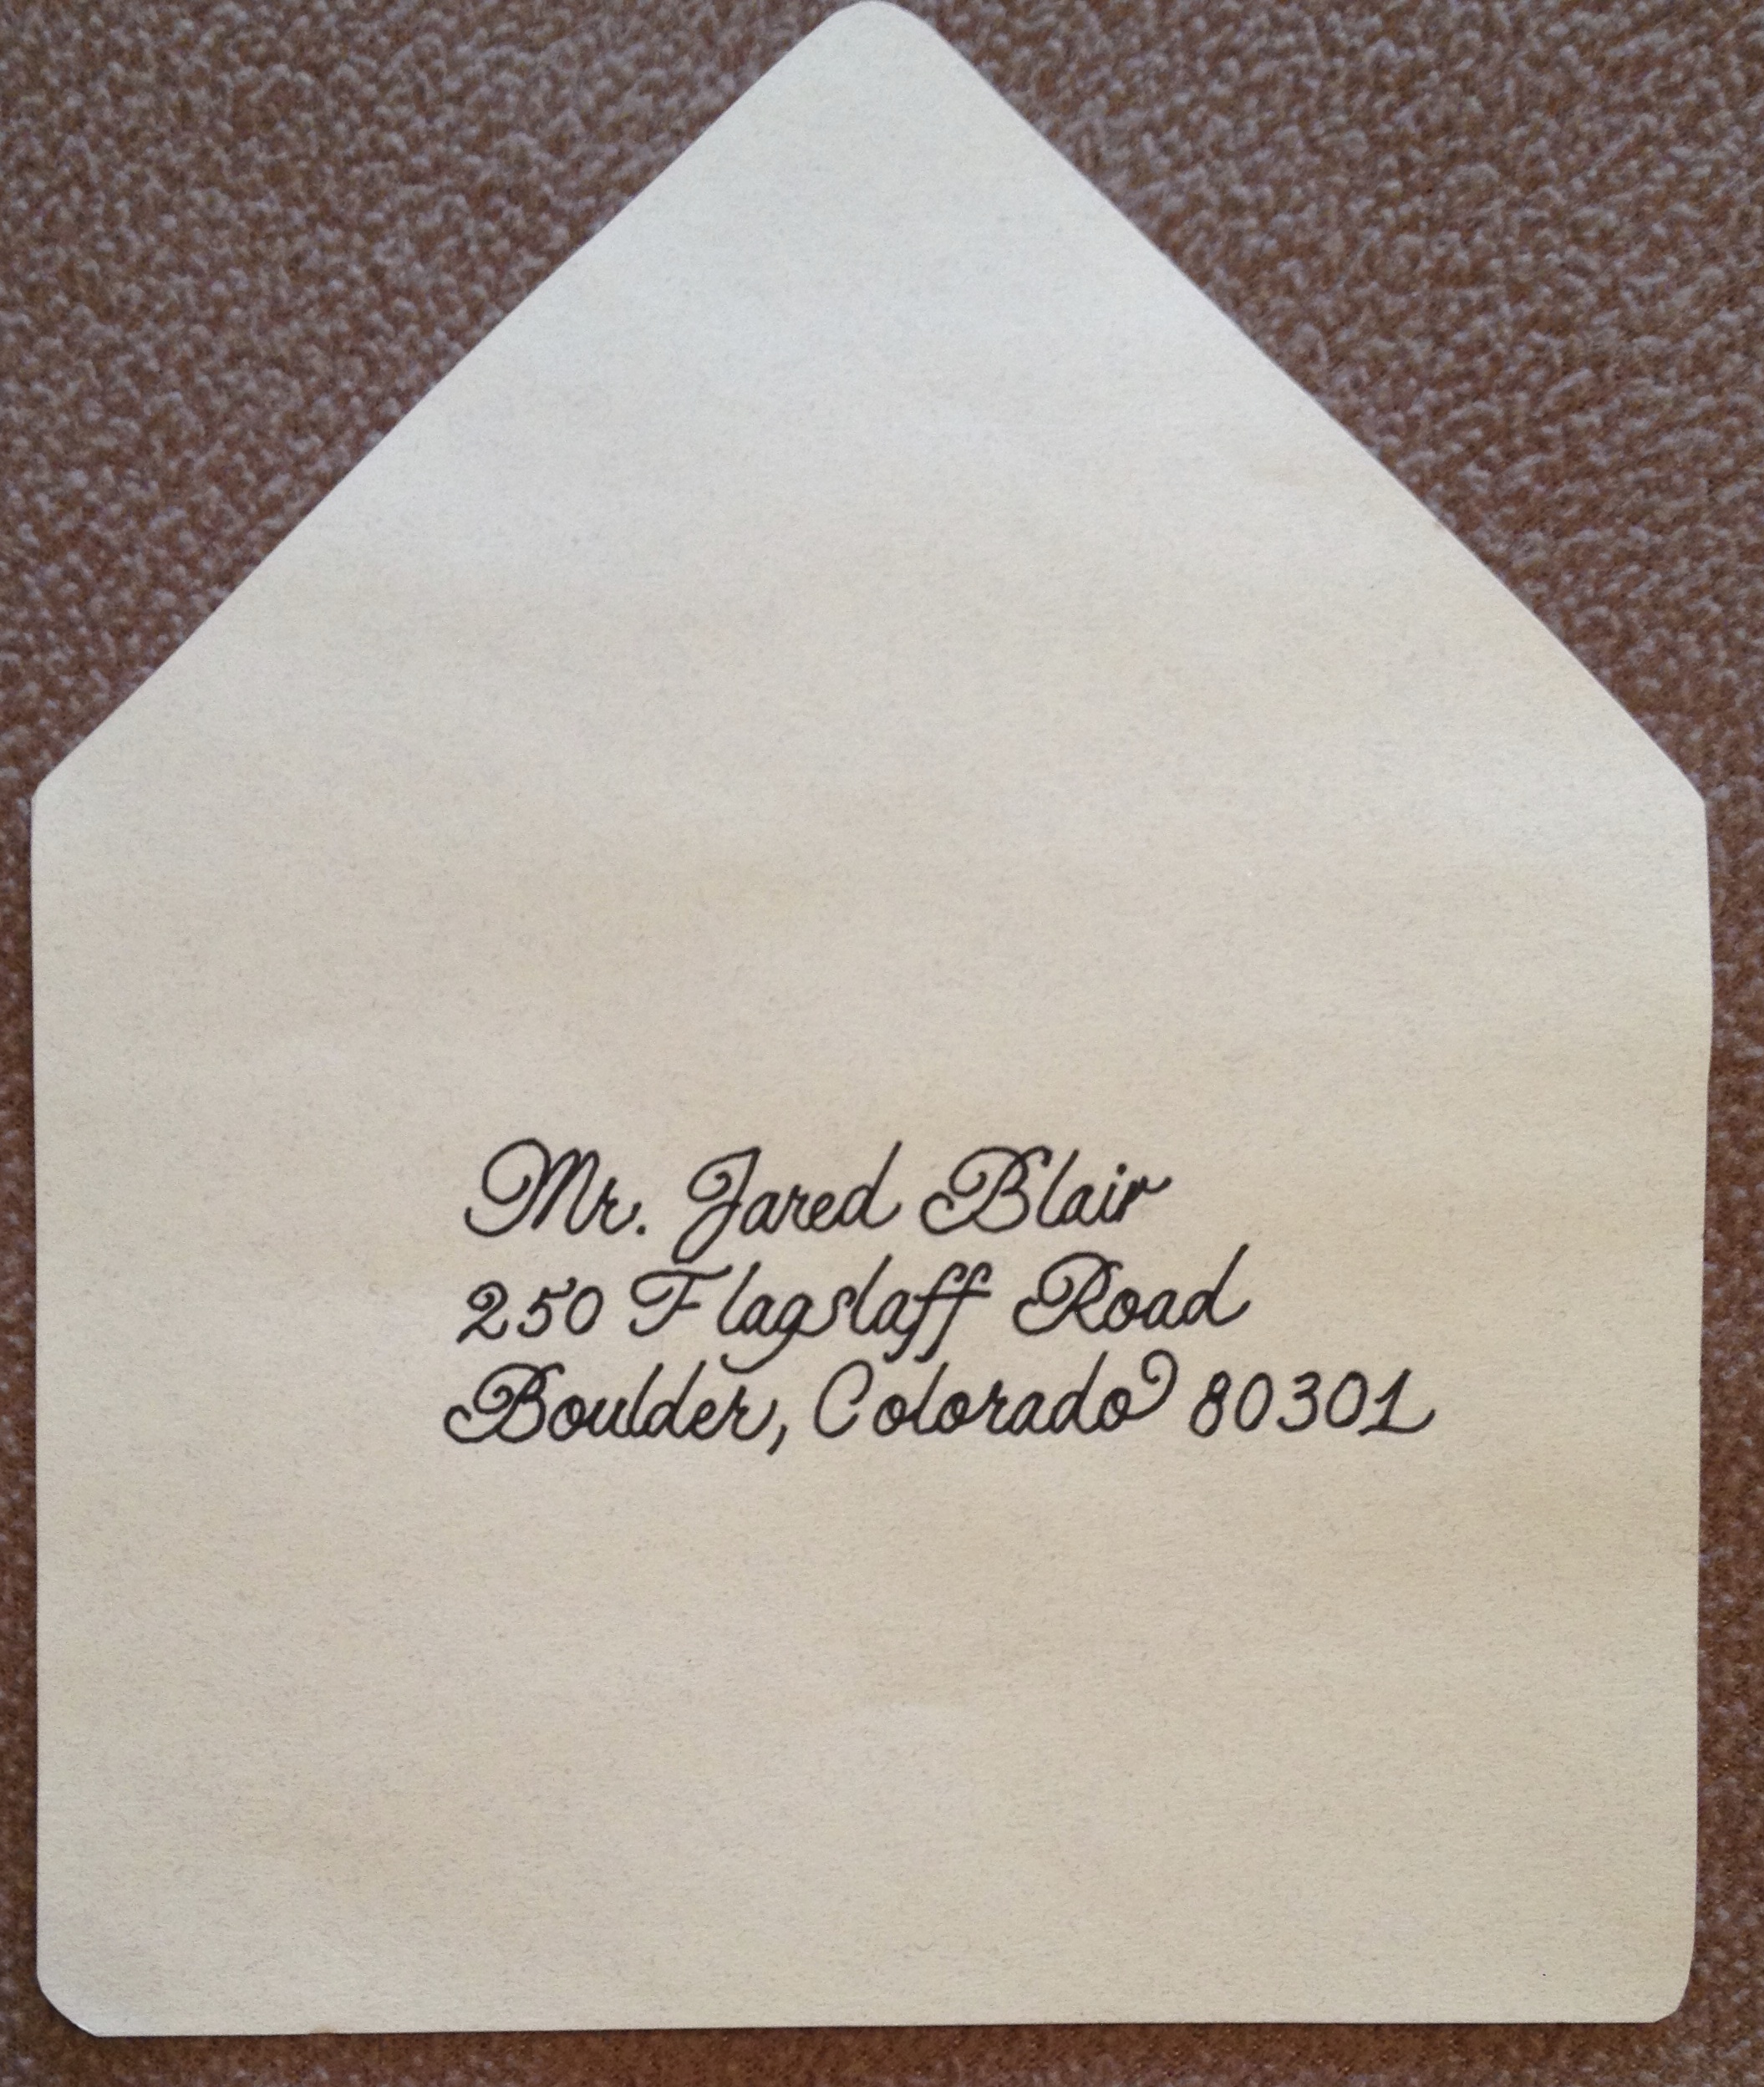 Mr. Jared Blair
250 Flagstaff Road
Boulder, Colorado 80301